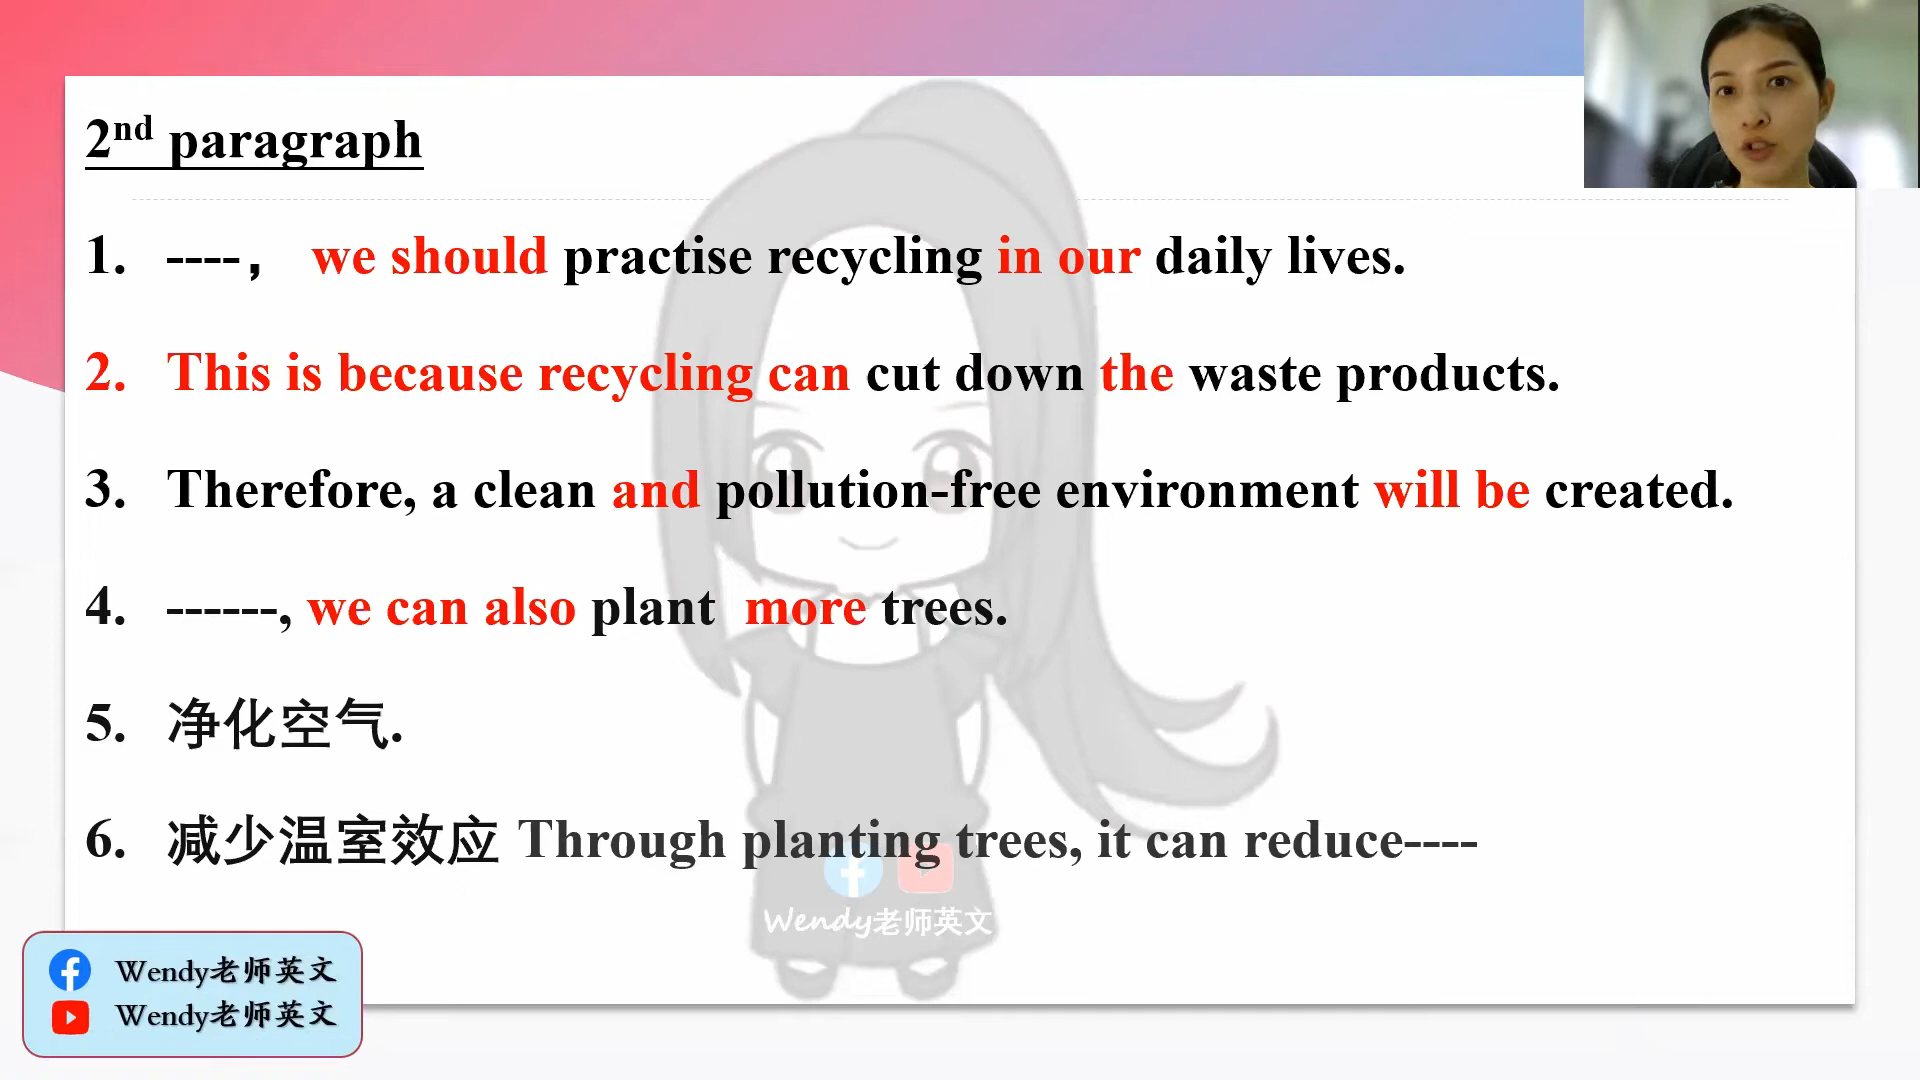 2nd paragraph
1. ----， we should practise recycling in our daily lives.
2. This is because recycling can cut down the waste products.
3. Therefore, a clean and pollution-free environment will be created.
4. ------, we can also plant more trees.
5. 净化空气.
6. 减少温室效应 Through planting trees, it can reduce----
Wendy老师英文
Wendy老师英文
Wendy老师英文